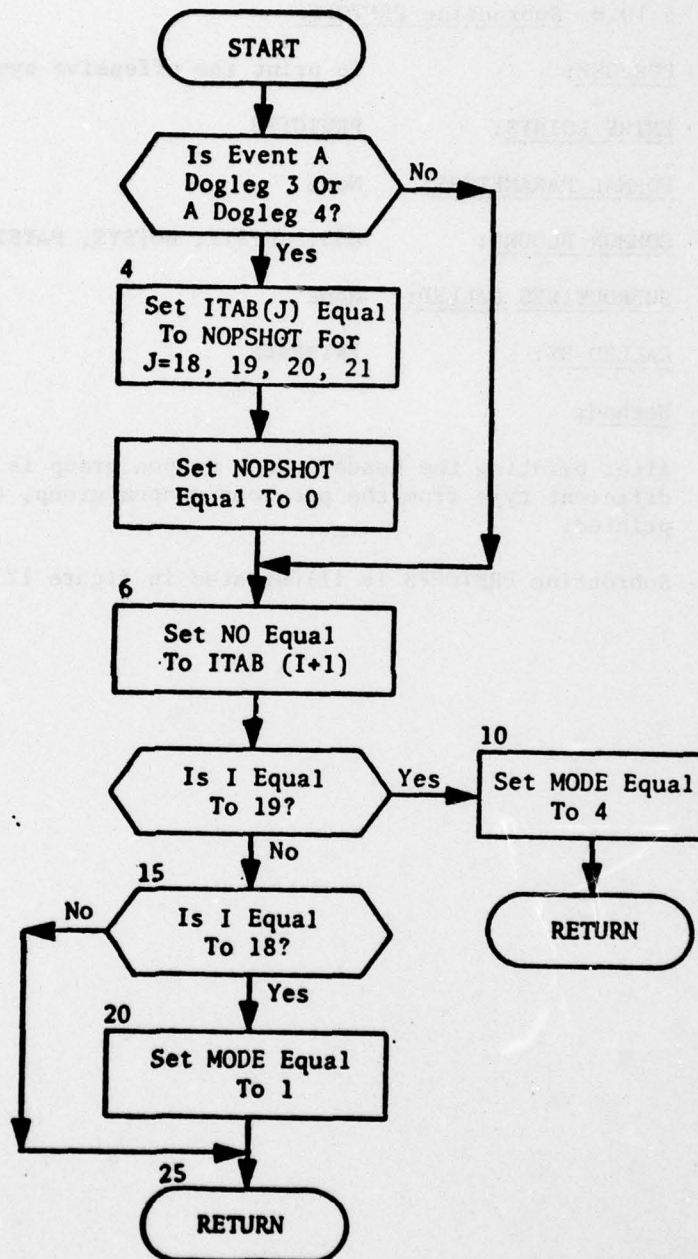 START
Is Event A
Dogleg 3 Or
A Dogleg 4?
No
Yes
4
Set ITAB(J) Equal
To NOPSHOT For
J=18, 19, 20, 21
Set NOPSHOT
Equal To 0
6
Set NO Equal
To ITAB (I+1)
Is I Equal
To 19?
Yes
10
Set MODE Equal
To 4
RETURN
No
15
Is I Equal
To 18?
No
Yes
20
Set MODE Equal
To 1
25
RETURN